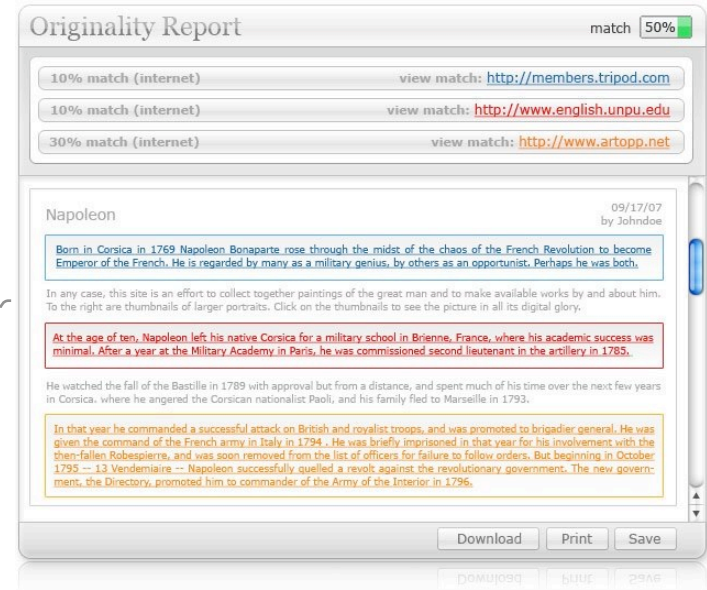 Originality Report
match 50%
10% match (internet) view match: http://members.tripod.com
10% match (internet) view match: http://www.english.unpu.edu
30% match (internet) view match: http://www.artopp.net
Napoleon
09/17/07
by Johndoe
Born in Corsica in 1769 Napoleon Bonaparte rose through the midst of the chaos of the French Revolution to become
Emperor of the French. He is regarded by many as a military genius, by others as an opportunist. Perhaps he was both.
In any case, this site is an effort to collect together paintings of the great man and to make available works by and about him.
To the right are thumbnails of larger portraits. Click on the thumbnails to see the picture in all its digital glory.
At the age of ten, Napoleon left his native Corsica for a military school in Brienne, France, where his academic success was
minimal. After a year at the Military Academy in Paris, he was commissioned second lieutenant in the artillery in 1785.
He watched the fall of the Bastille in 1789 with approval but from a distance, and spent much of his time over the next few years
in Corsica. where he angered the Corsican nationalist Paoli, and his family fled to Marseille in 1793.
In that year he commanded a successful attack on British and royalist troops, and was promoted to brigadier general. He was
given the command of the French army in Italy in 1794 . He was briefly imprisoned in that year for his involvement with the
then-fallen Robespierre, and was soon removed from the list of officers for failure to follow orders. But beginning in October
1795 -- 13 Vendemiaire -- Napoleon successfully quelled a revolt against the revolutionary government. The new govern-
ment, the Directory, promoted him to commander of the Army of the Interior in 1796.
Download Print Save